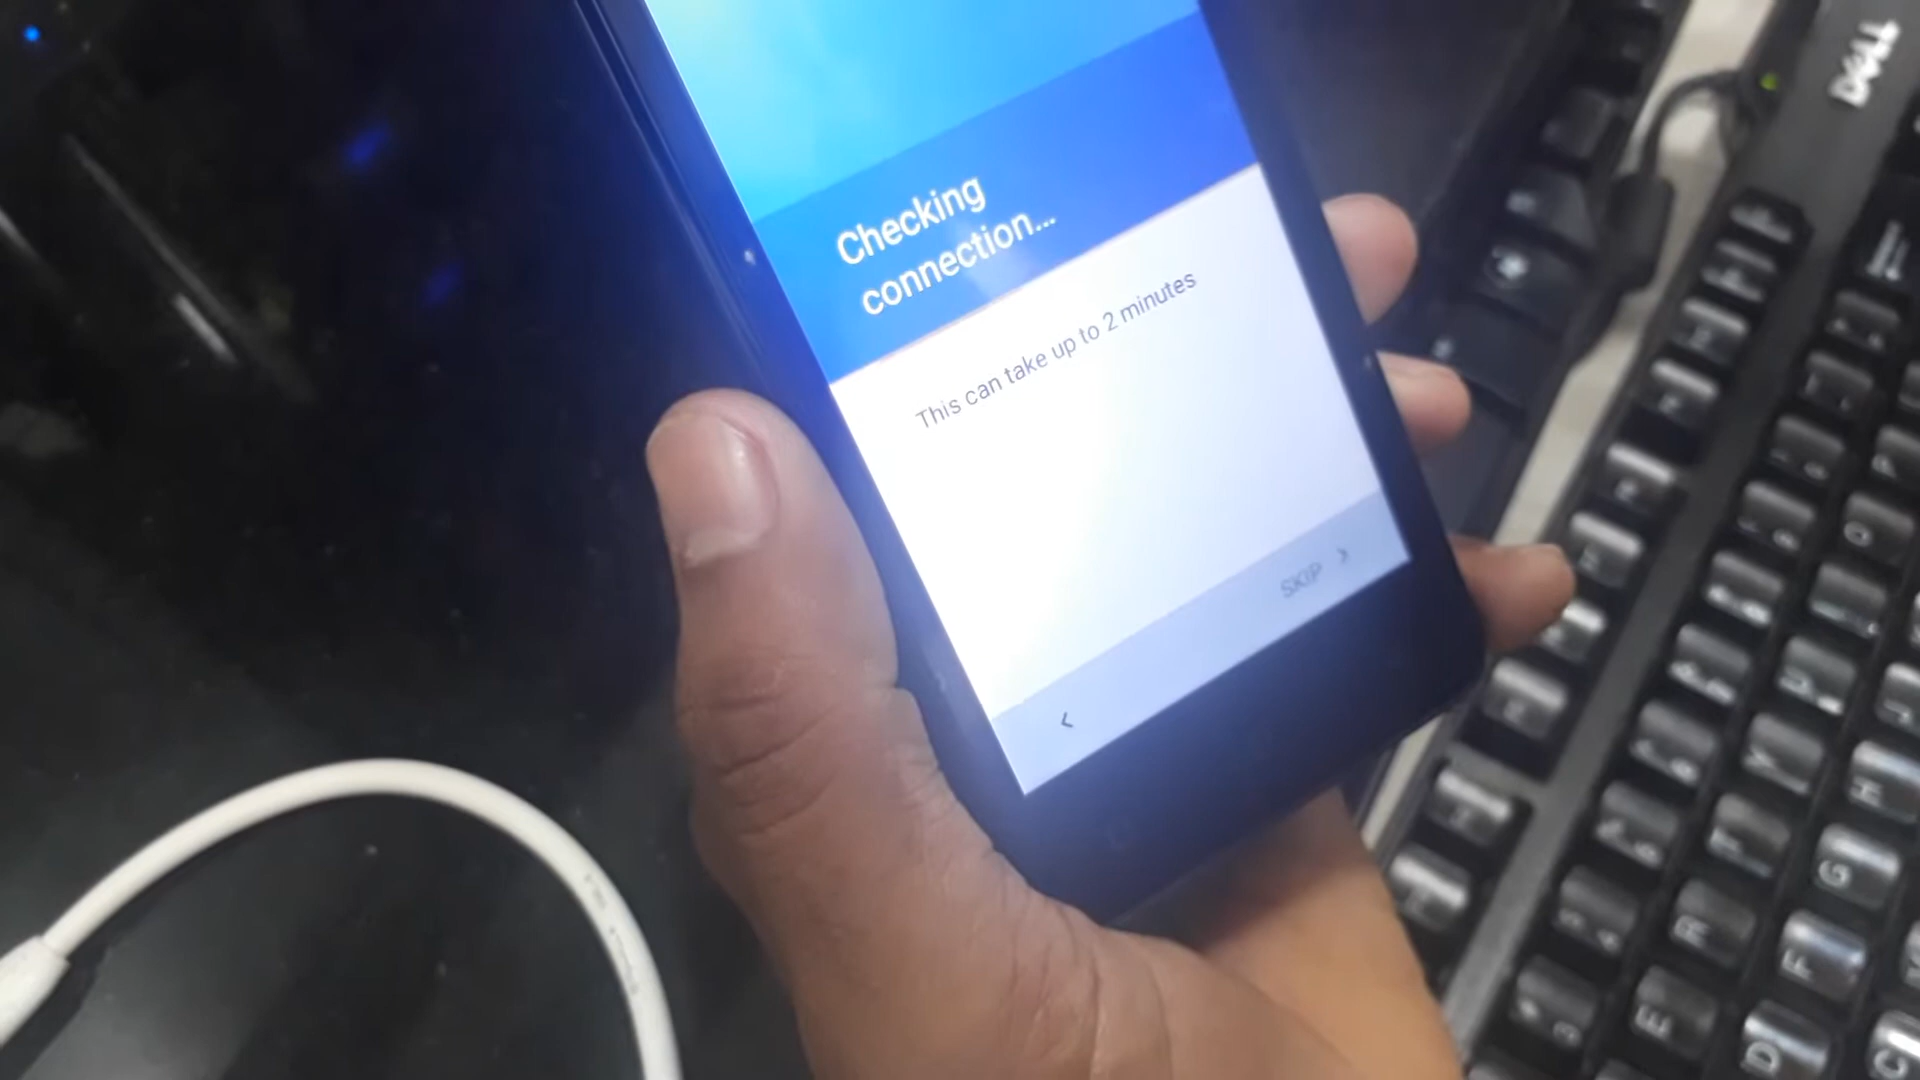 Checking
connection...
This can take up to 2 minutes
SKIP
DELL
G
F
E
D
C